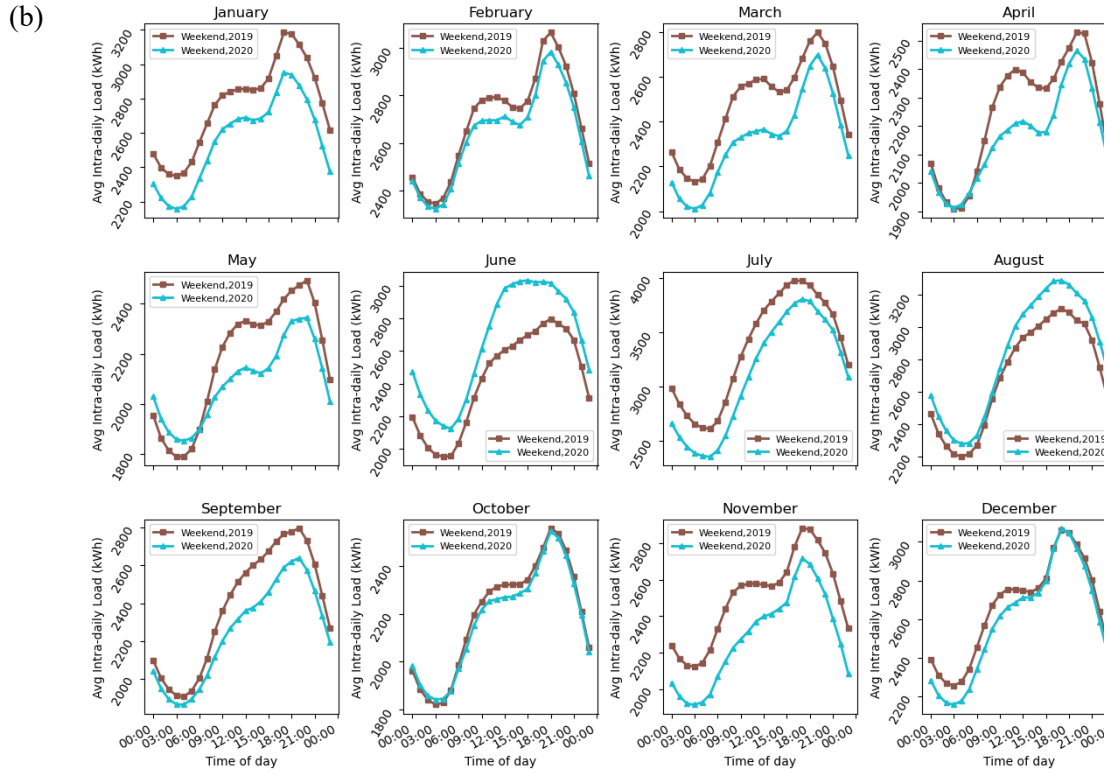 (b)
January
Avg Intra-daily Load (kWh)
3200
3000
2800
2600
2400
2200
Weekend,2019
Weekend,2020
February
Avg Intra-daily Load (kWh)
3000
2800
2600
2400
Weekend,2019
Weekend,2020
March
Avg Intra-daily Load (kWh)
2800
2600
2400
2200
2000
Weekend,2019
Weekend,2020
April
Avg Intra-daily Load (kWh)
2500
2400
2300
2200
2100
2000
1900
Weekend,2019
Weekend,2020
May
Avg Intra-daily Load (kWh)
2400
2200
2000
1800
Weekend,2019
Weekend,2020
June
Avg Intra-daily Load (kWh)
3000
2800
2600
2400
2200
2000
Weekend,2019
Weekend,2020
July
Avg Intra-daily Load (kWh)
4000
3500
3000
2500
Weekend,2019
Weekend,2020
August
Avg Intra-daily Load (kWh)
3200
3000
2800
2600
2400
2200
Weekend,2019
Weekend,2020
September
Avg Intra-daily Load (kWh)
2800
2600
2400
2200
2000
Weekend,2019
Weekend,2020
00:00
03:00
06:00
09:00
12:00
15:00
18:00
21:00
00:00
Time of day
October
Avg Intra-daily Load (kWh)
2400
2200
2000
1800
Weekend,2019
Weekend,2020
00:00
03:00
06:00
09:00
12:00
15:00
18:00
21:00
00:00
Time of day
November
Avg Intra-daily Load (kWh)
2800
2600
2400
2200
2000
Weekend,2019
Weekend,2020
00:00
03:00
06:00
09:00
12:00
15:00
18:00
21:00
00:00
Time of day
December
Avg Intra-daily Load (kWh)
3000
2800
2600
2400
2200
Weekend,2019
Weekend,2020
00:00
03:00
06:00
09:00
12:00
15:00
18:00
21:00
00:00
Time of day